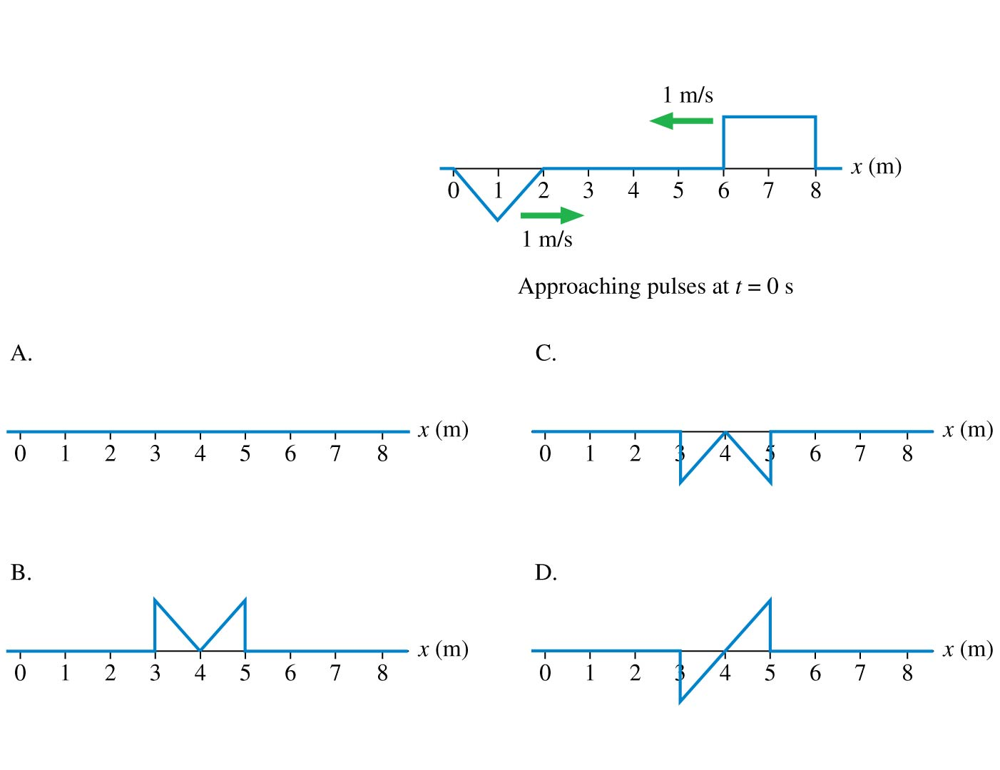 1 m/s
x (m)
0 1 2 3 4 5 6 7 8
1 m/s
Approaching pulses at t = 0 s
A.
x (m)
0 1 2 3 4 5 6 7 8
C.
x (m)
0 1 2 3 4 5 6 7 8
B.
x (m)
0 1 2 3 4 5 6 7 8
D.
x (m)
0 1 2 3 4 5 6 7 8